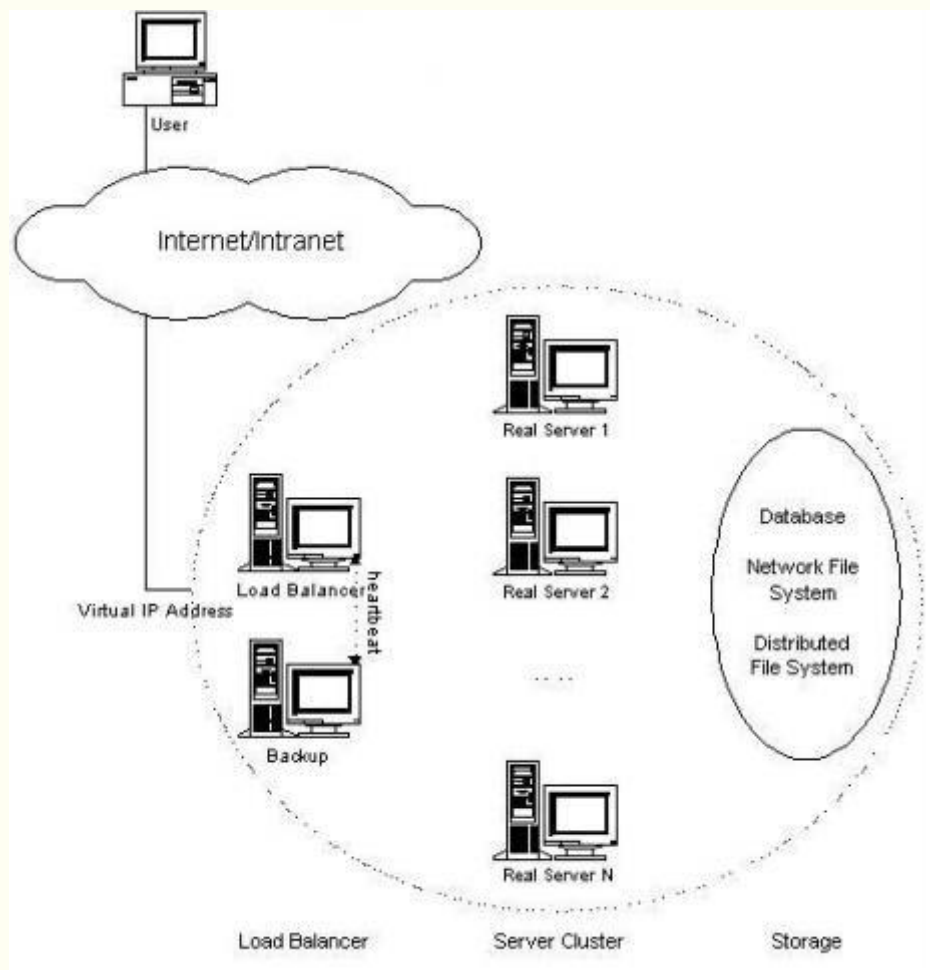 User
Internet/Intranet
Real Server 1
Load Balancer
Virtual IP Address
heartbeat
Backup
Real Server 2
....
Real Server N
Database
Network File
System
Distributed
File System
Load Balancer
Server Cluster
Storage